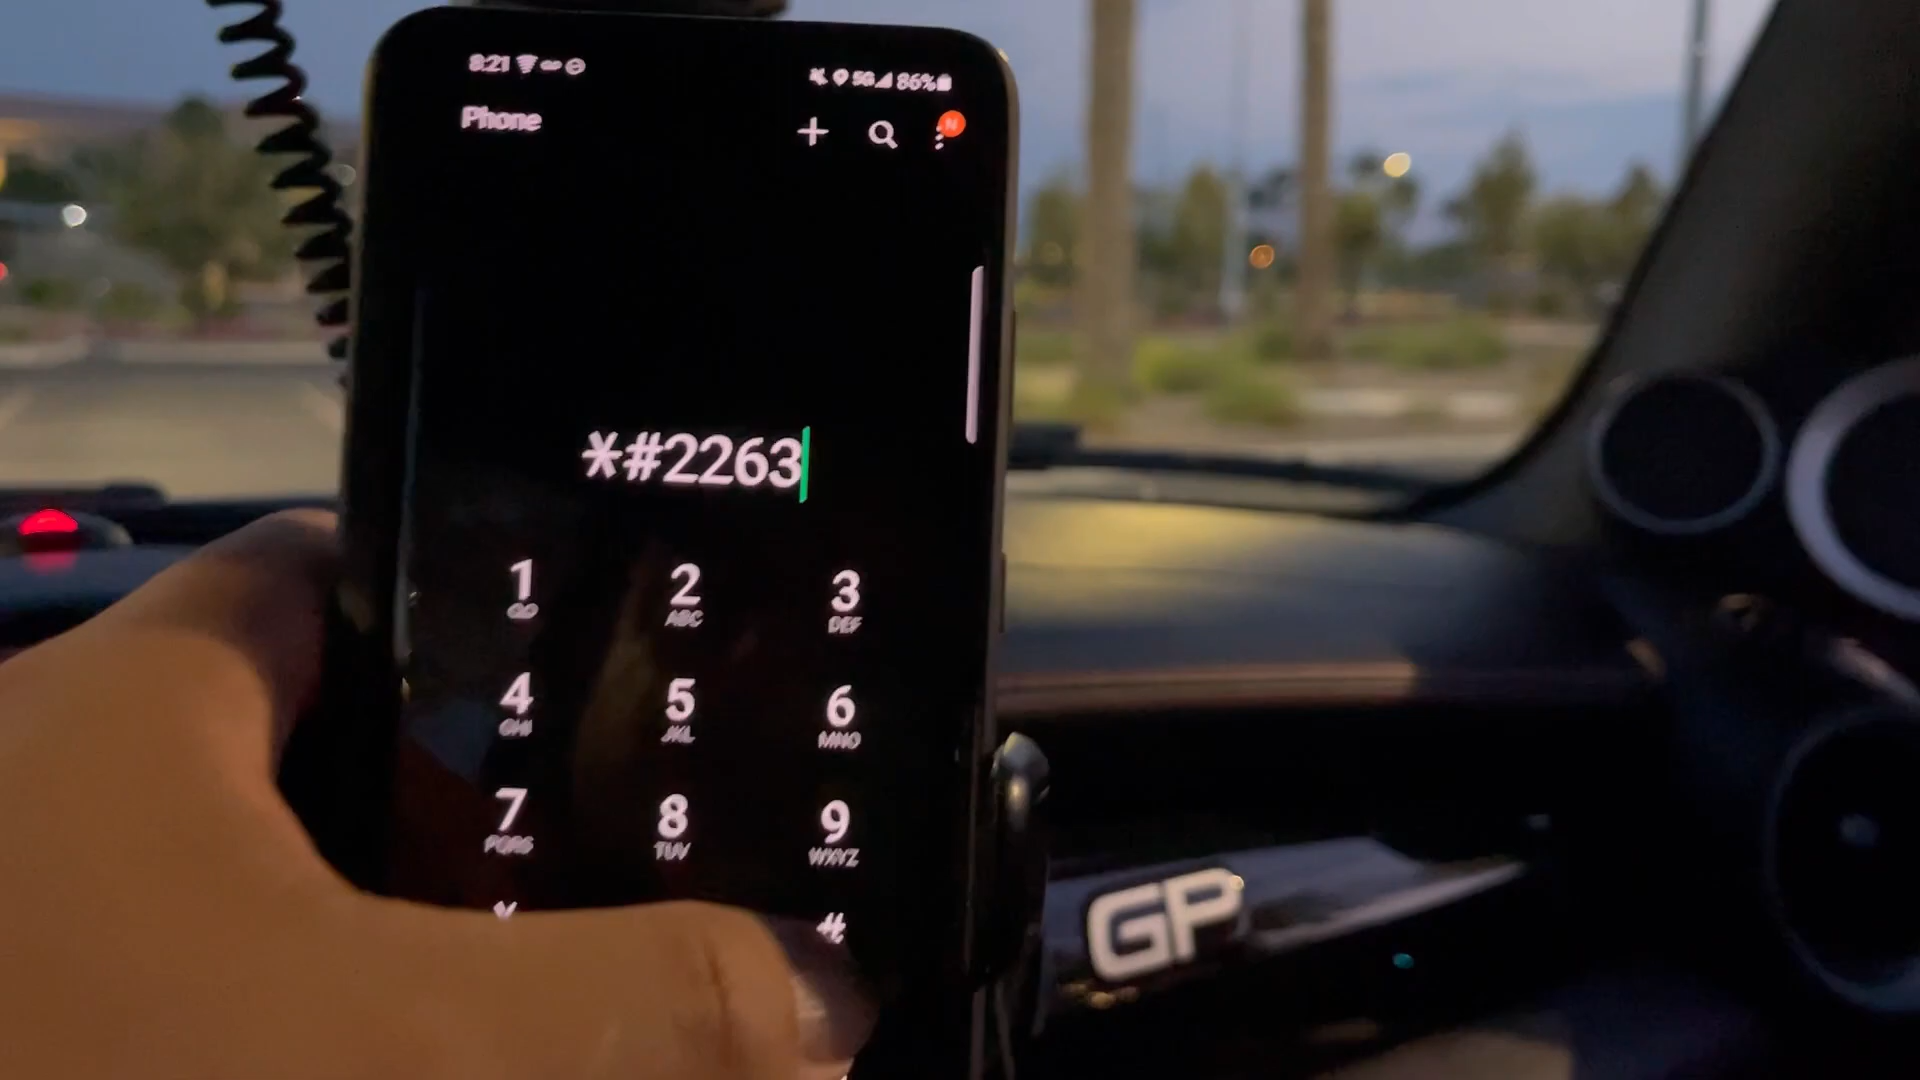 8:21 5G 86%
Phone
N
*#2263
1 2 3
ABC DEF
4 5 6
GHI JKL MNO
7 8 9
PQRS TUV WXYZ
* #
GP